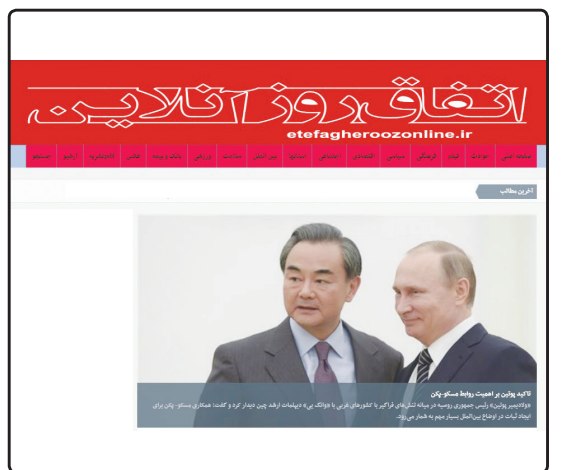 اتفاق روز آنلاین
etefagheroozonline.ir
صفحه اصلی حوادث فرهنگی سیاسی اقتصادی اجتماعی استانها بین الملل سلامت ورزشی بانک و بیمه عکس آرشیو جستجو
آخرین مطالب
تاکید پوتین بر اهمیت روابط مسکو-پکن
«ولادیمیر پوتین» رئیس جمهوری روسیه در میانه تنش‌های فراگیر با کشورهای غربی با «وانگ یی» دیپلمات ارشد چین دیدار کرد و گفت: همکاری مسکو- پکن برای
ایجاد ثبات در اوضاع بین‌الملل بسیار مهم به شمار می‌رود.